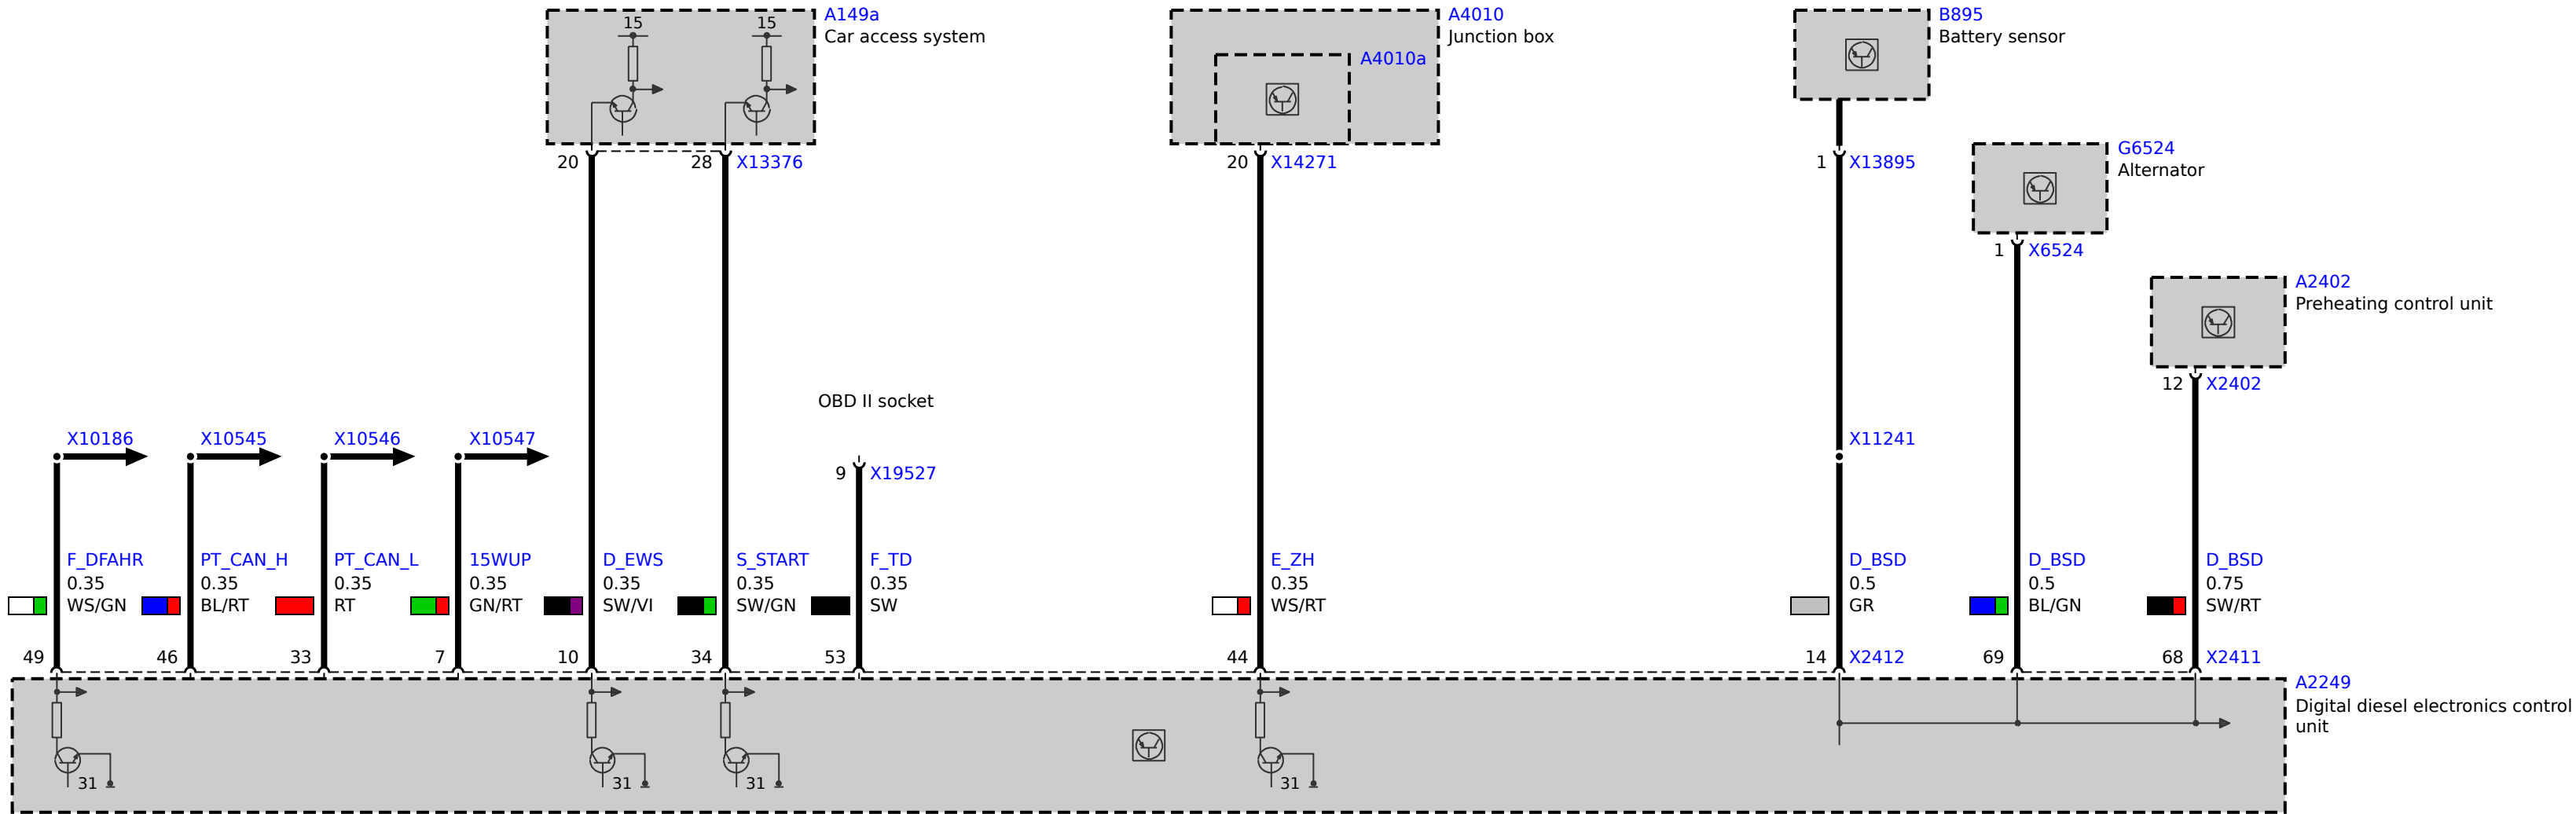 15
15
A149a
Car access system
A4010
Junction box
A4010a
B895
Battery sensor
20
28
X13376
20
X14271
1
X13895
G6524
Alternator
1
X6524
A2402
Preheating control unit
12
X2402
OBD II socket
X10186
X10545
X10546
X10547
9
X19527
X11241
F_DFAHR
0.35
WS/GN
PT_CAN_H
0.35
BL/RT
PT_CAN_L
0.35
RT
15WUP
0.35
GN/RT
D_EWS
0.35
SW/VI
S_START
0.35
SW/GN
F_TD
0.35
SW
E_ZH
0.35
WS/RT
D_BSD
0.5
GR
D_BSD
0.5
BL/GN
D_BSD
0.75
SW/RT
49
46
33
7
10
34
53
44
14
X2412
69
68
X2411
A2249
Digital diesel electronics control
unit
31
31
31
31